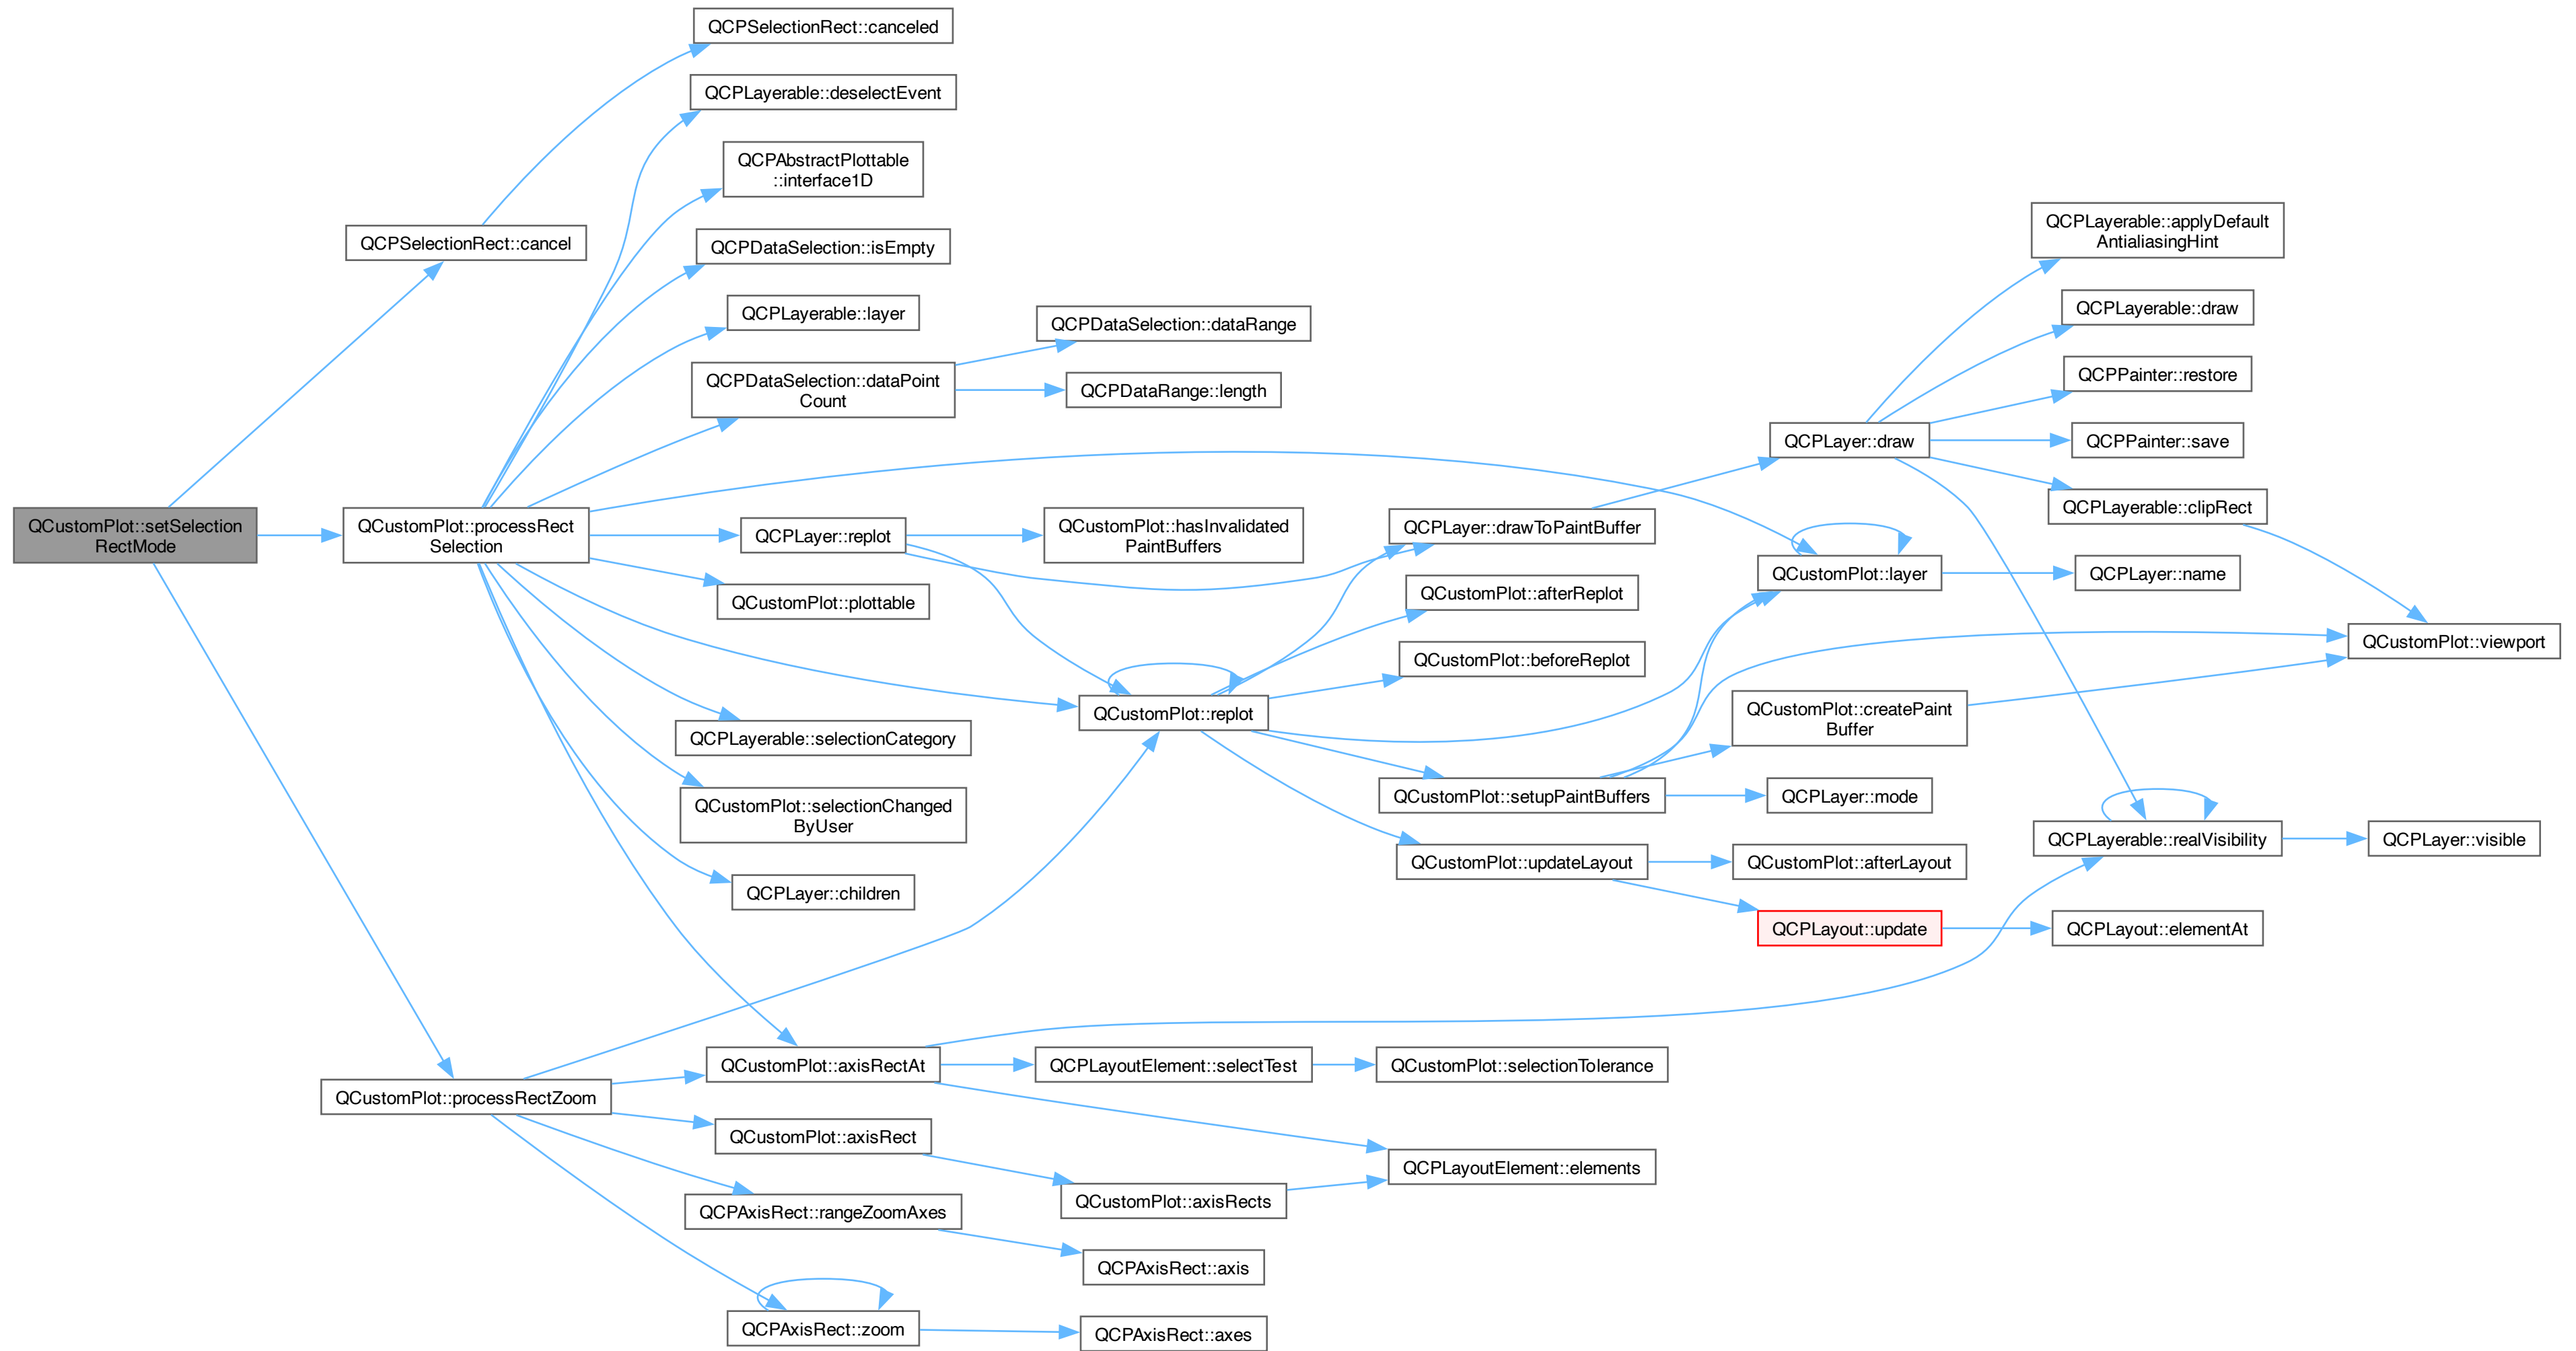 QCustomPlot::setSelection
RectMode
QCPSelectionRect::cancel
QCustomPlot::processRect
Selection
QCustomPlot::processRectZoom
QCPSelectionRect::canceled
QCPLayerable::deselectEvent
QCPAbstractPlottable
::interface1D
QCPDataSelection::isEmpty
QCPLayerable::layer
QCPDataSelection::dataPoint
Count
QCPLayer::replot
QCustomPlot::plottable
QCPLayerable::selectionCategory
QCustomPlot::selectionChanged
ByUser
QCPLayer::children
QCustomPlot::axisRectAt
QCustomPlot::axisRect
QCPAxisRect::rangeZoomAxes
QCPAxisRect::zoom
QCPDataSelection::dataRange
QCPDataRange::length
QCustomPlot::hasInvalidated
PaintBuffers
QCustomPlot::replot
QCPLayoutElement::selectTest
QCustomPlot::axisRects
QCPAxisRect::axis
QCPAxisRect::axes
QCPLayer::drawToPaintBuffer
QCustomPlot::afterReplot
QCustomPlot::beforeReplot
QCustomPlot::setupPaintBuffers
QCustomPlot::updateLayout
QCustomPlot::selectionTolerance
QCPLayoutElement::elements
QCPLayer::draw
QCustomPlot::layer
QCustomPlot::createPaint
Buffer
QCPLayer::mode
QCustomPlot::afterLayout
QCPLayout::update
QCPLayerable::applyDefault
AntialiasingHint
QCPLayerable::draw
QCPPainter::restore
QCPPainter::save
QCPLayerable::clipRect
QCPLayer::name
QCPLayerable::realVisibility
QCPLayout::elementAt
QCustomPlot::viewport
QCPLayer::visible